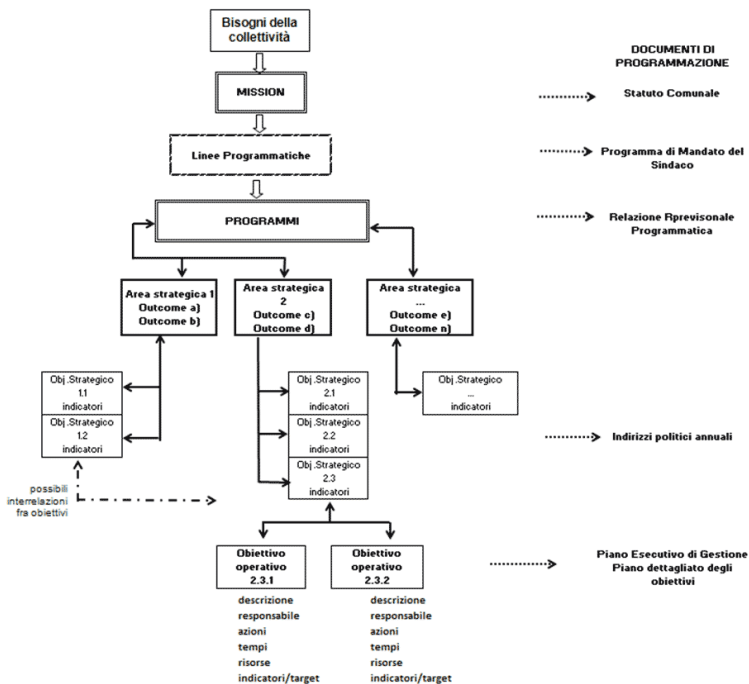 Bisogni della
collettività
DOCUMENTI DI
PROGRAMMAZIONE
MISSION
Statuto Comunale
Linee Programmatiche
Programma di Mandato del
Sindaco
PROGRAMMI
Relazione Rprevisonale
Programmatica
Area strategica 1
Outcome a)
Outcome b)
Area strategica
2
Outcome c)
Outcome d)
Area strategica
...
Outcome e)
Outcome n)
Obj.Strategico
1.1
indicatori
Obj.Strategico
1.2
indicatori
Obj.Strategico
2.1
indicatori
Obj.Strategico
2.2
indicatori
Obj.Strategico
2.3
indicatori
Obj.Strategico
...
indicatori
Indirizzi politici annuali
possibili
interrelazioni
fra obiettivi
Obiettivo
operativo
2.3.1
descrizione
responsabile
azioni
tempi
risorse
indicatori/target
Obiettivo
operativo
2.3.2
descrizione
responsabile
azioni
tempi
risorse
indicatori/target
Piano Esecutivo di Gestione
Piano dettagliato degli
obiettivi